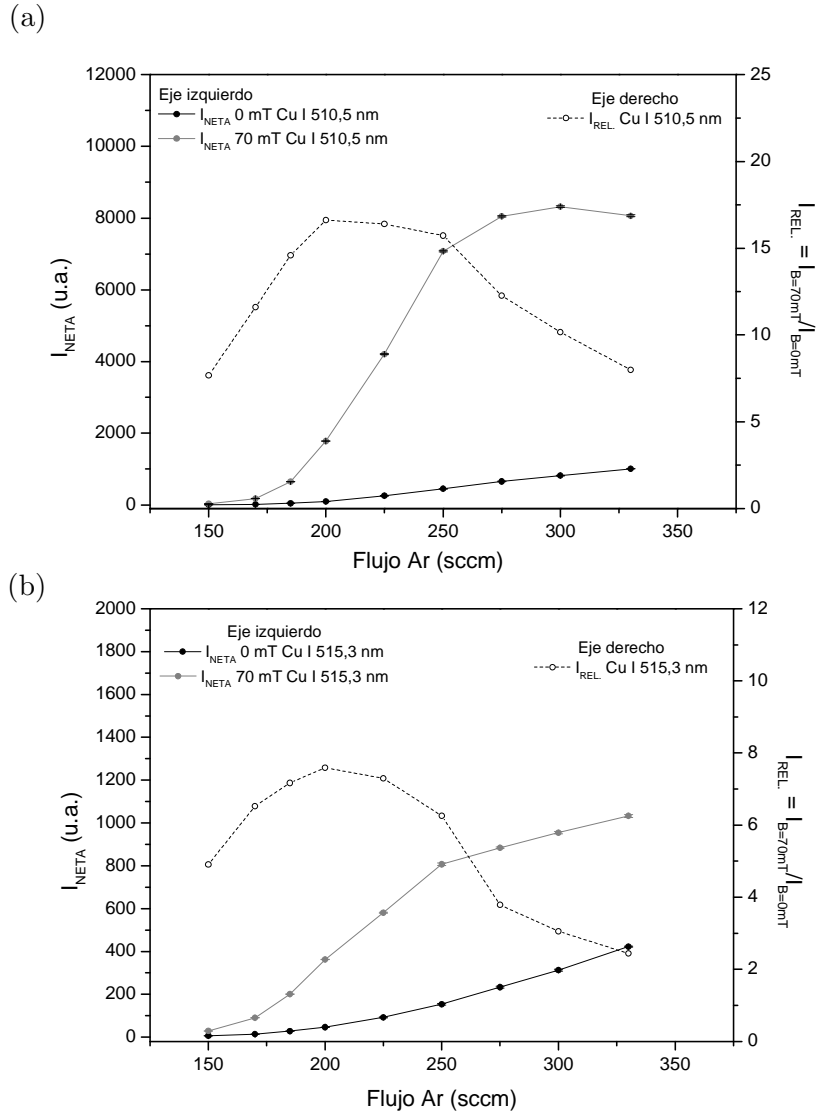 (a)
12000
10000
8000
6000
4000
2000
0
I_NETA (u.a.)
Eje izquierdo
I_NETA 0 mT Cu I 510,5 nm
I_NETA 70 mT Cu I 510,5 nm
Eje derecho
I_REL. Cu I 510,5 nm
25
20
15
10
5
0
I_REL. = I_B=70mT/I_B=0mT
150 200 250 300 350
Flujo Ar (sccm)
(b)
2000
1800
1600
1400
1200
1000
800
600
400
200
0
I_NETA (u.a.)
Eje izquierdo
I_NETA 0 mT Cu I 515,3 nm
I_NETA 70 mT Cu I 515,3 nm
Eje derecho
I_REL. Cu I 515,3 nm
12
10
8
6
4
2
0
I_REL. = I_B=70mT/I_B=0mT
150 200 250 300 350
Flujo Ar (sccm)